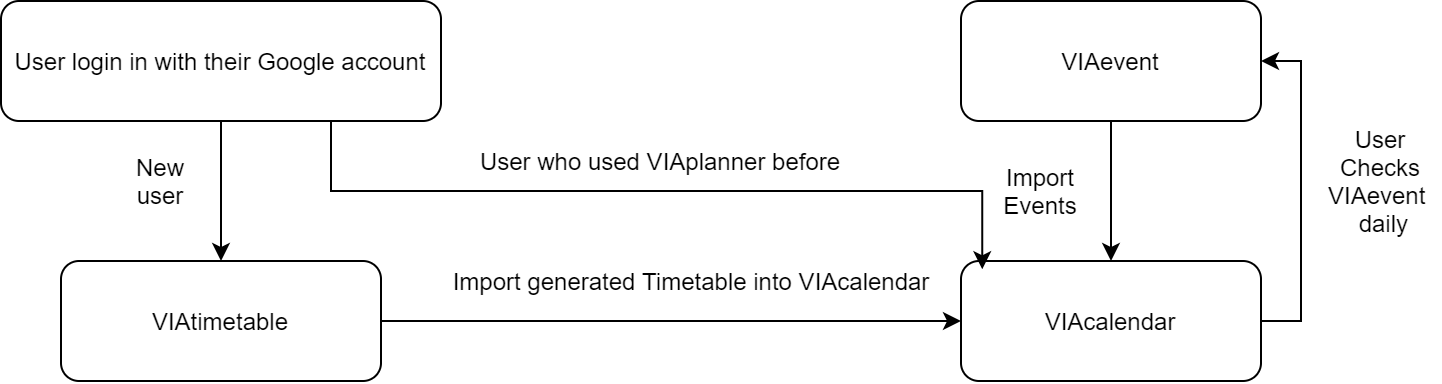 User login in with their Google account
VIAevent
New
user
User who used VIAplanner before
Import
Events
User
Checks
VIAevent
daily
Import generated Timetable into VIAcalendar
VIAtimetable
VIAcalendar